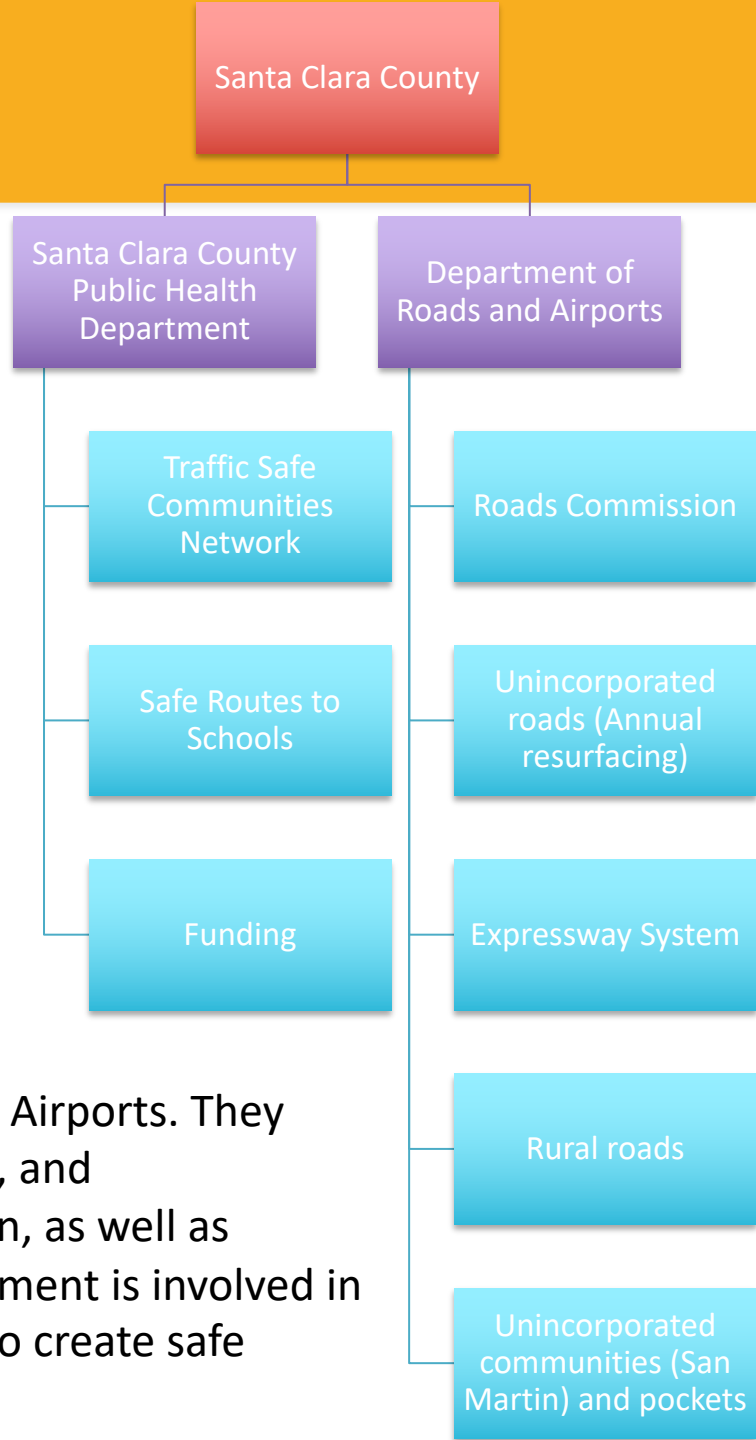 Santa Clara County
Santa Clara County
Public Health
Department
Traffic Safe
Communities
Network
Safe Routes to
Schools
Funding
Department of
Roads and Airports
Roads Commission
Unincorporated
roads (Annual
resurfacing)
Expressway System
Rural roads
Unincorporated
communities (San
Martin) and pockets
Airports. They
, and
n, as well as
ment is involved in
o create safe